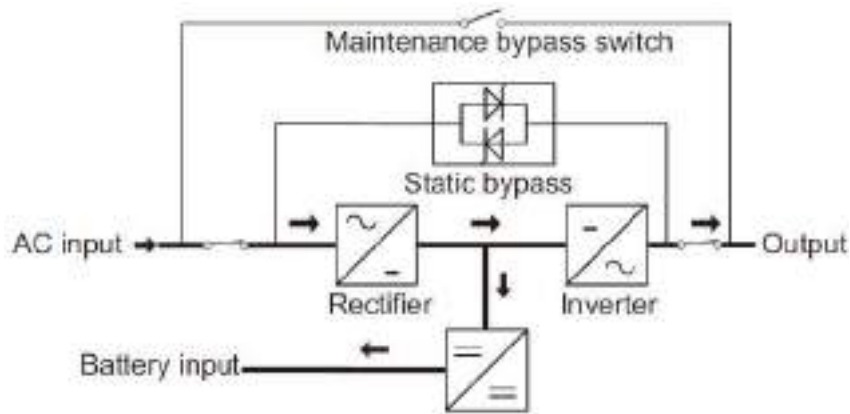 Maintenance bypass switch
Static bypass
AC input
Output
Rectifier
Inverter
Battery input